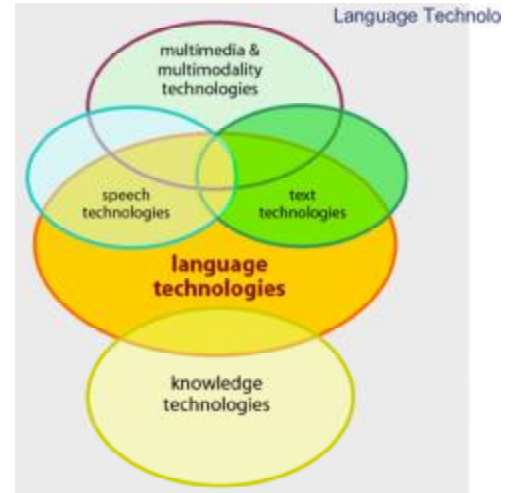 Language Technolo
multimedia &
multimodality
technologies
speech
technologies
text
technologies
language
technologies
knowledge
technologies